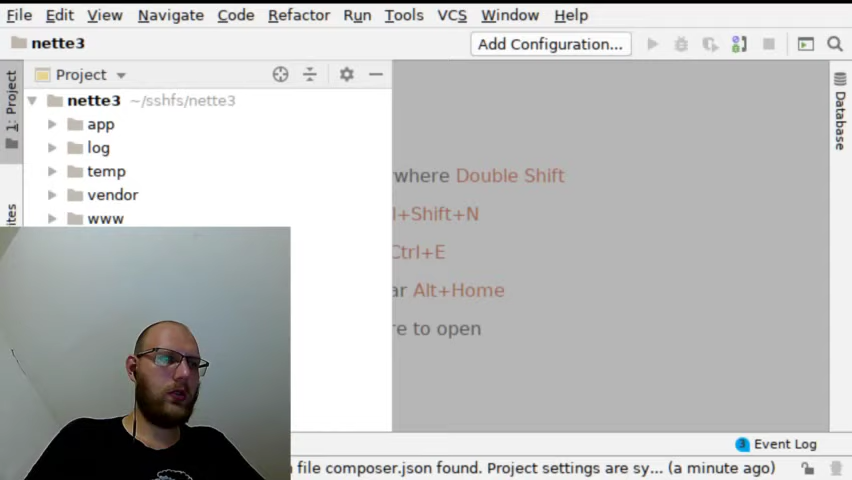 File Edit View Navigate Code Refactor Run Tools VCS Window Help
nette3
Add Configuration...
Project
nette3 ~/sshfs/nette3
app
log
temp
vendor
www
1: Project
Database
where Double Shift
+Shift+N
Ctrl+E
Alt+Home
to open
3 Event Log
file composer.json found. Project settings are sy... (a minute ago)